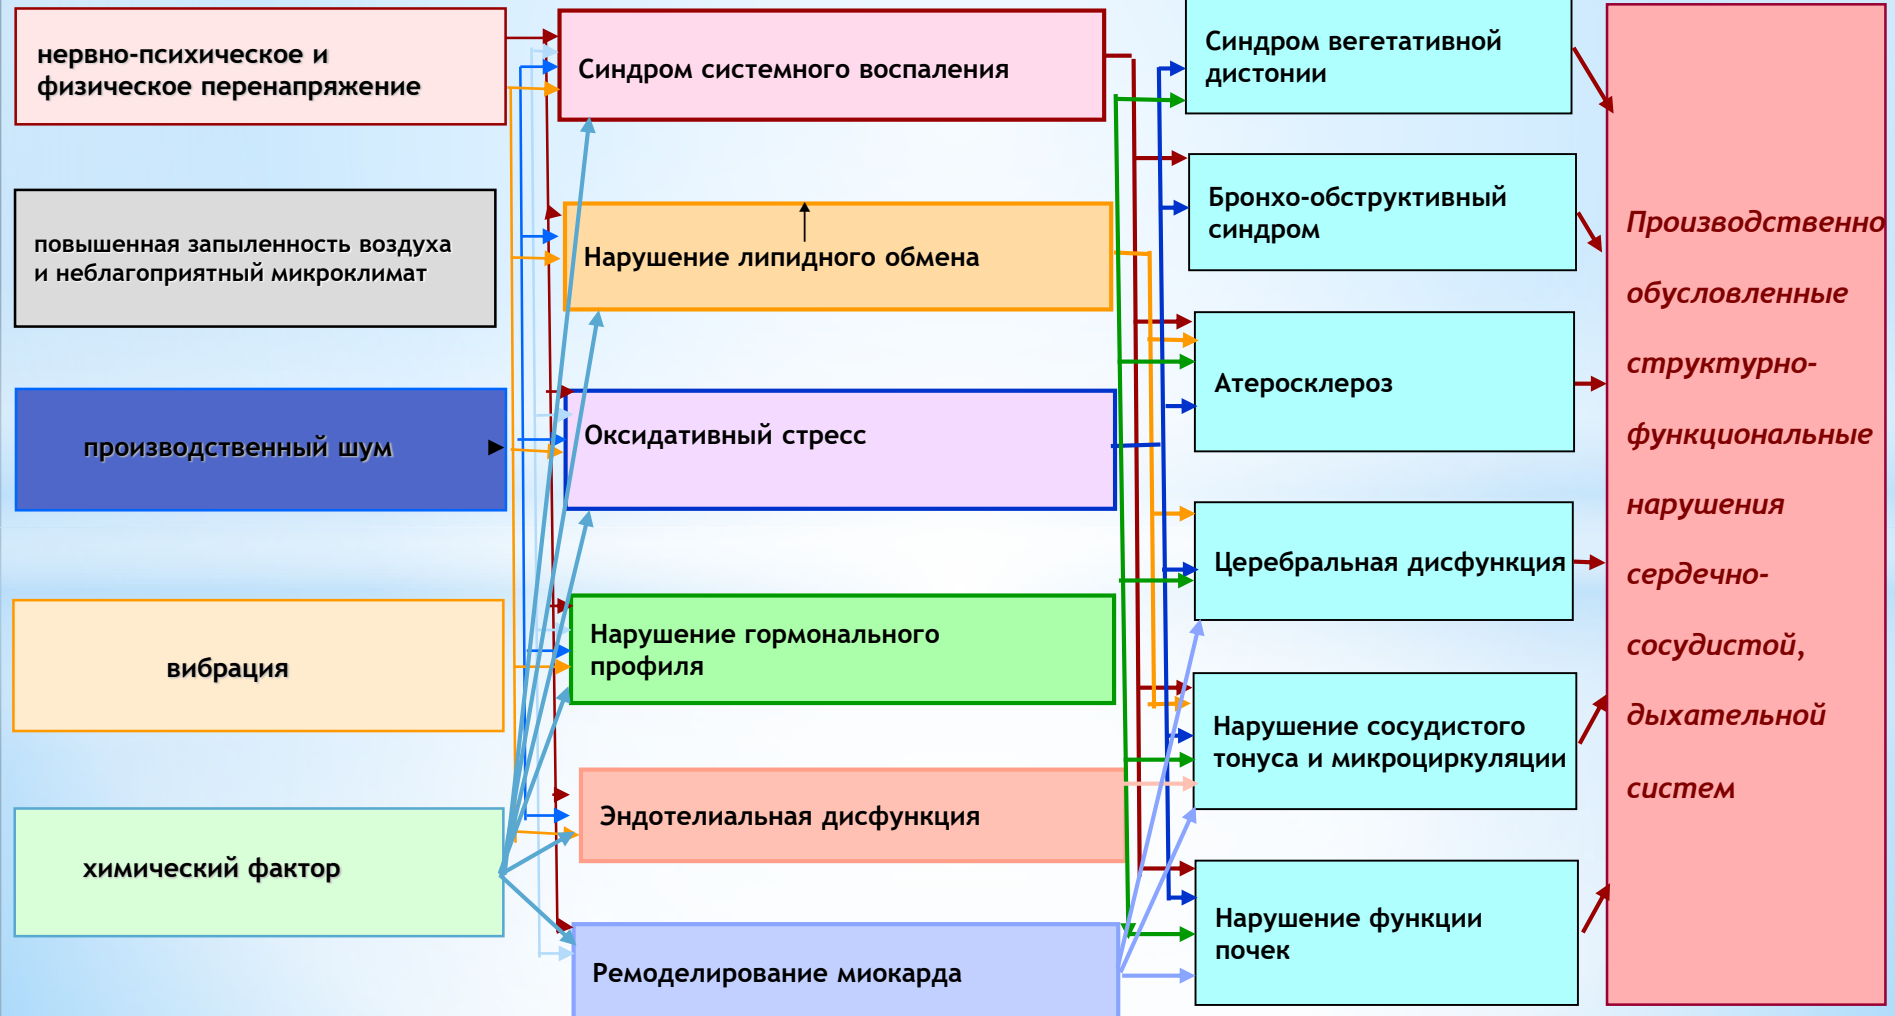 нервно-психическое и
физическое перенапряжение
повышенная запыленность воздуха
и неблагоприятный микроклимат
производственный шум
вибрация
химический фактор
Синдром системного воспаления
Нарушение липидного обмена
Оксидативный стресс
Нарушение гормонального
профиля
Эндотелиальная дисфункция
Ремоделирование миокарда
Синдром вегетативной
дистонии
Бронхо-обструктивный
синдром
Атеросклероз
Церебральная дисфункция
Нарушение сосудистого
тонуса и микроциркуляции
Нарушение функции
почек
Производственно
обусловленные
структурно-
функциональные
нарушения
сердечно-
сосудистой,
дыхательной
систем